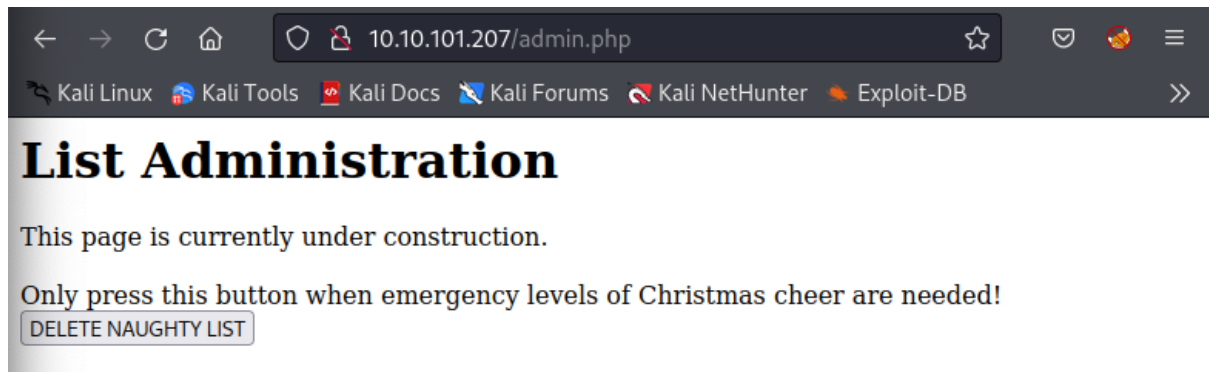 10.10.101.207/admin.php
Kali Linux Kali Tools Kali Docs Kali Forums Kali NetHunter Exploit-DB
List Administration
This page is currently under construction.
Only press this button when emergency levels of Christmas cheer are needed!
DELETE NAUGHTY LIST